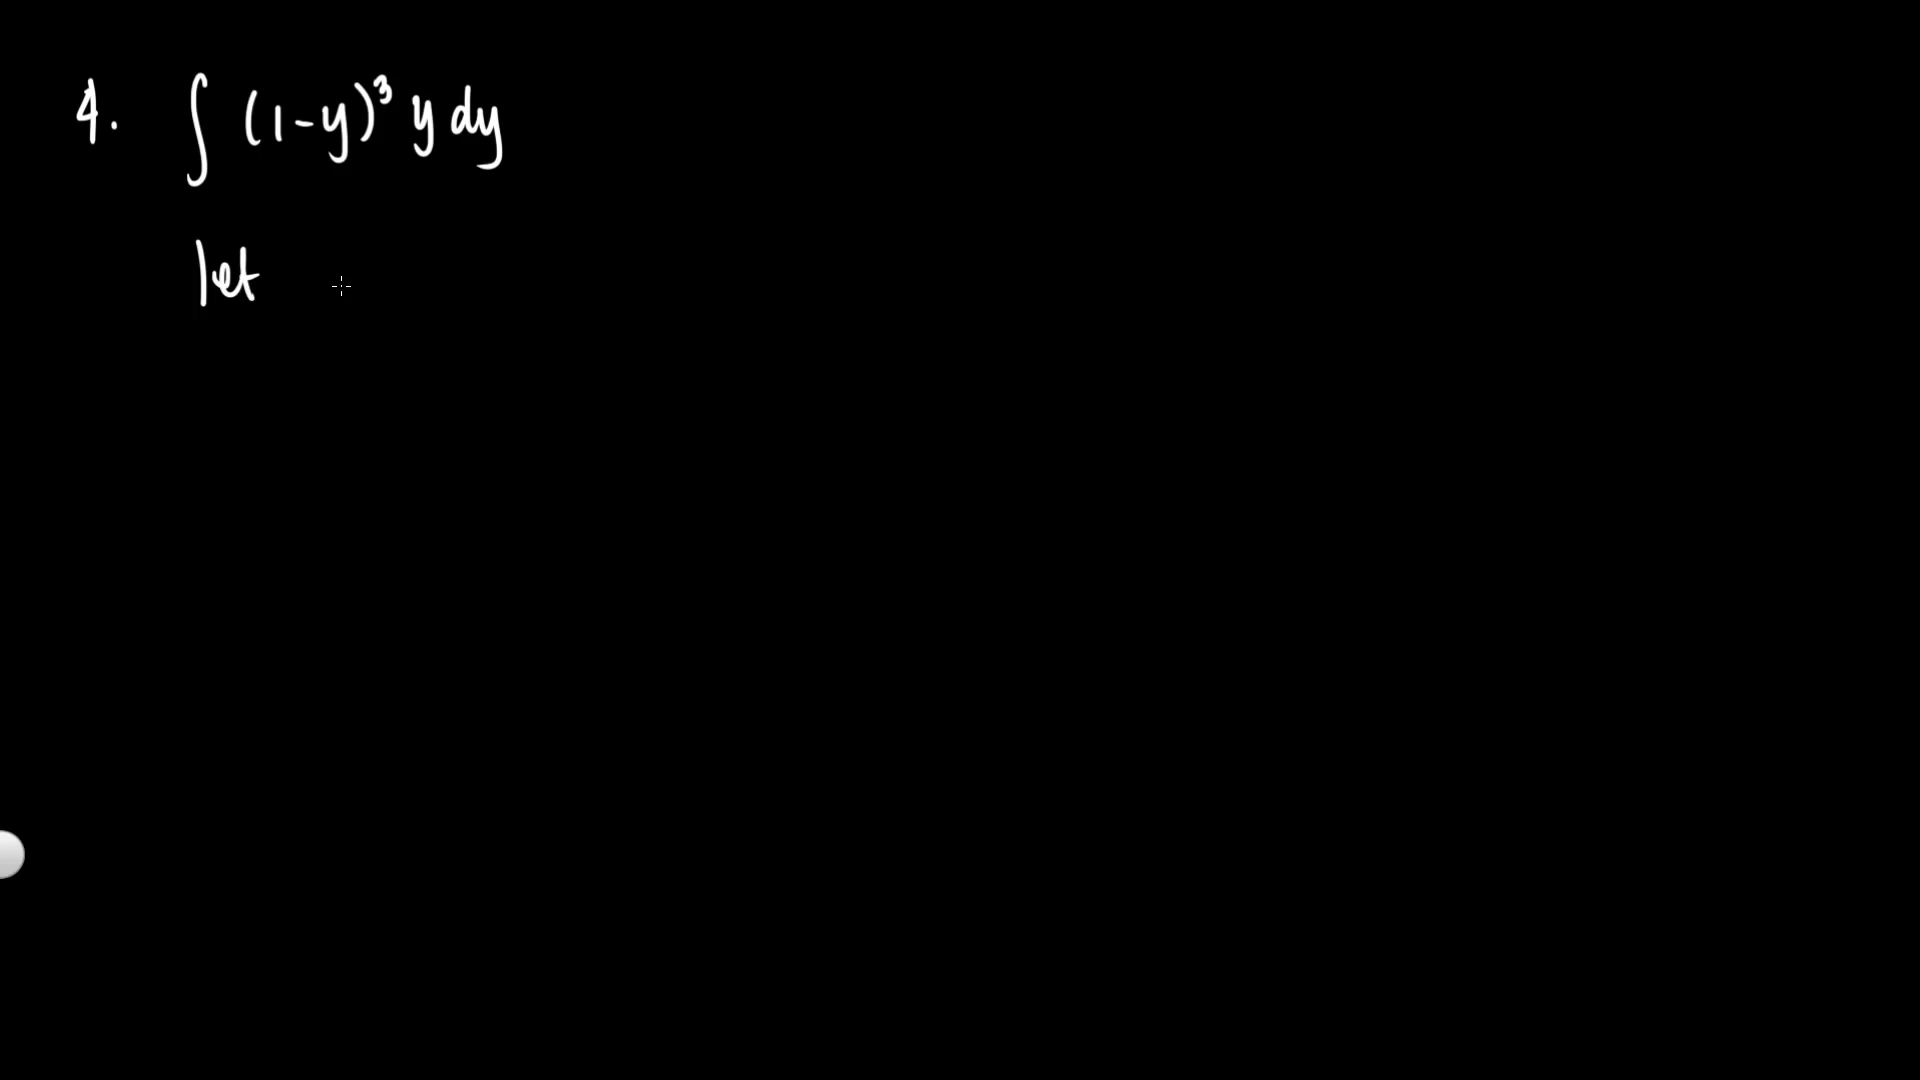 4. ∫ (1-y)³ y dy
let